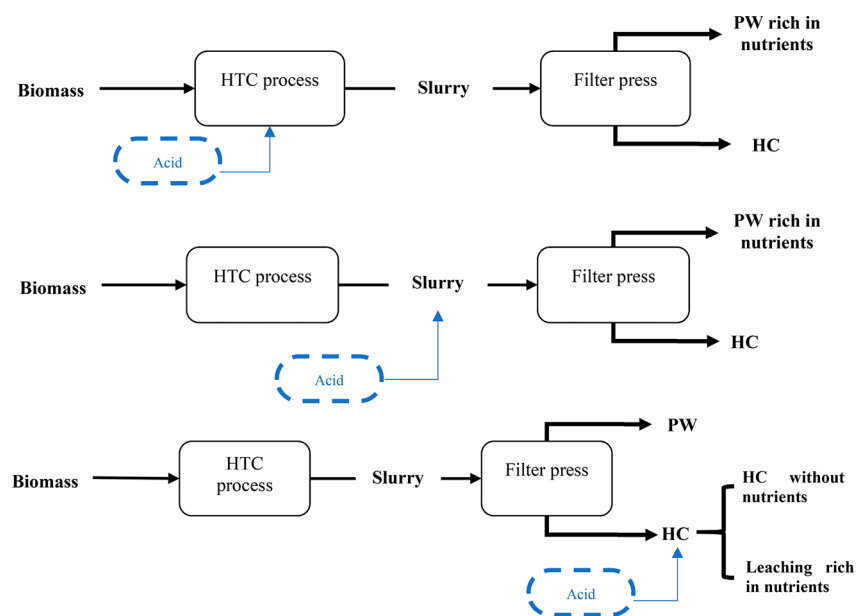 PW rich in
nutrients
HTC process
Filter press
Biomass
Slurry
Acid
HC
PW rich in
nutrients
HTC process
Filter press
Biomass
Slurry
HC
Acid
PW
HTC
process
Filter press
HC without
nutrients
Biomass
Slurry
HC
Leaching rich
in nutrients
Acid